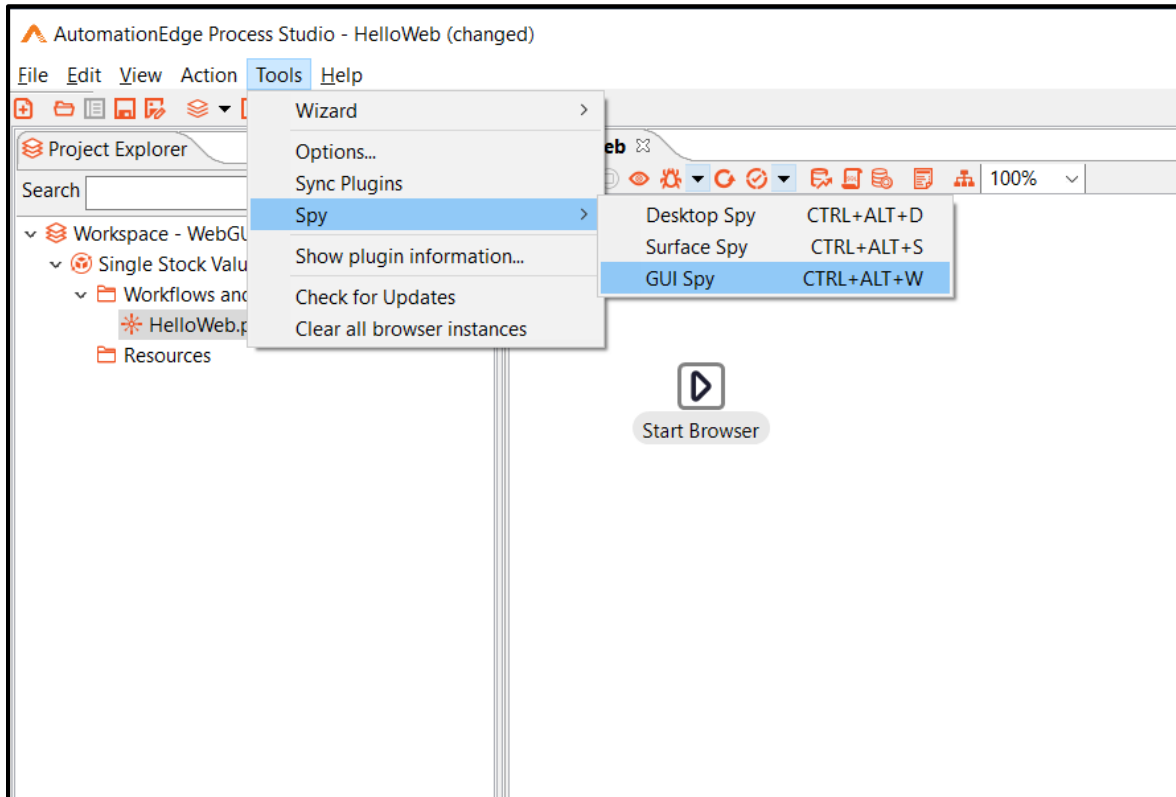 AutomationEdge Process Studio - HelloWeb (changed)
File Edit View Action Tools Help
Project Explorer
Search
Workspace - WebGU
Single Stock Valu
Workflows and
HelloWeb.p
Resources
Wizard
Options...
Sync Plugins
Spy
Show plugin information...
Check for Updates
Clear all browser instances
eb
100%
Desktop Spy CTRL+ALT+D
Surface Spy CTRL+ALT+S
GUI Spy CTRL+ALT+W
Start Browser